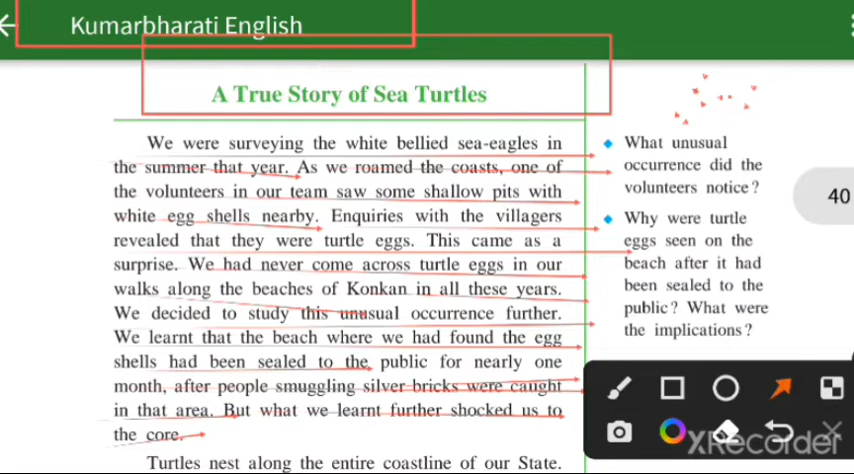 Kumarbharati English
A True Story of Sea Turtles
We were surveying the white bellied sea-eagles in
the summer that year. As we roamed the coasts, one of
the volunteers in our team saw some shallow pits with
white egg shells nearby. Enquiries with the villagers
revealed that they were turtle eggs. This came as a
surprise. We had never come across turtle eggs in our
walks along the beaches of Konkan in all these years.
We decided to study this unusual occurrence further.
We learnt that the beach where we had found the egg
shells had been sealed to the public for nearly one
month, after people smuggling silver bricks were caught
in that area. But what we learnt further shocked us to
the core.
Turtles nest along the entire coastline of our State.
What unusual
occurrence did the
volunteers notice?
Why were turtle
eggs seen on the
beach after it had
been sealed to the
public? What were
the implications?
40
XRecorder